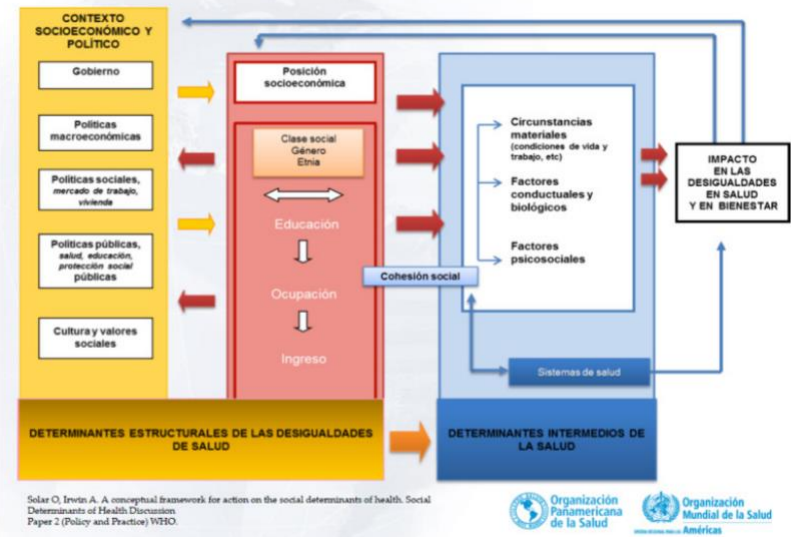 CONTEXTO
SOCIOECONÓMICO Y
POLÍTICO
Gobierno
Políticas
macroeconómicas
Políticas sociales,
mercado de trabajo,
vivienda
Políticas públicas,
salud, educación,
protección social
públicas
Cultura y valores
sociales
Posición
socioeconómica
Clase social
Género
Etnia
Educación
Ocupación
Ingreso
Cohesión social
Circunstancias
materiales
(condiciones de vida y
trabajo, etc)
Factores
conductuales y
biológicos
Factores
psicosociales
Sistemas de salud
IMPACTO
EN LAS
DESIGUALDADES
EN SALUD
Y EN BIENESTAR
DETERMINANTES ESTRUCTURALES DE LAS DESIGUALDADES
DE SALUD
DETERMINANTES INTERMEDIOS DE
LA SALUD
Solar O, Irwin A. A conceptual framework for action on the social determinants of health. Social
Determinants of Health Discussion
Paper 2 (Policy and Practice) WHO.
Organización
Panamericana
de la Salud
Organización
Mundial de la Salud
Américas